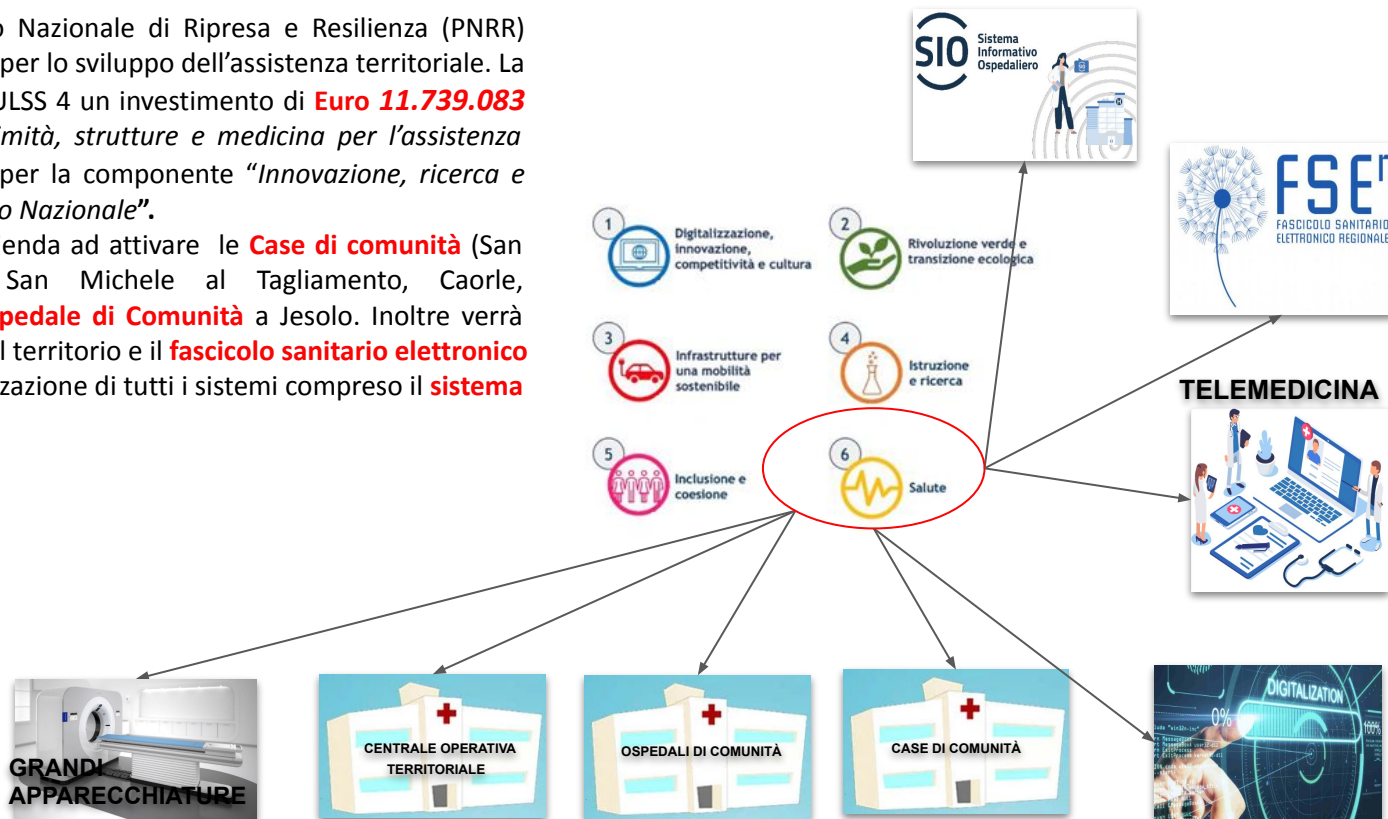 o Nazionale di Ripresa e Resilienza (PNRR)
per lo sviluppo dell’assistenza territoriale. La
ULSS 4 un investimento di Euro 11.739.083
imità, strutture e medicina per l’assistenza
per la componente “Innovazione, ricerca e
o Nazionale”.
ienda ad attivare le Case di comunità (San
San Michele al Tagliamento, Caorle,
spedale di Comunità a Jesolo. Inoltre verrà
l territorio e il fascicolo sanitario elettronico
zazione di tutti i sistemi compreso il sistema
SIO
Sistema
Informativo
Ospedaliero
FSEr
FASCICOLO SANITARIO
ELETTRONICO REGIONALE
1
Digitalizzazione,
innovazione,
competitività e cultura
2
Rivoluzione verde e
transizione ecologica
3
Infrastrutture per
una mobilità
sostenibile
4
Istruzione
e ricerca
5
Inclusione e
coesione
6
Salute
TELEMEDICINA
GRANDI
APPARECCHIATURE
CENTRALE OPERATIVA
TERRITORIALE
OSPEDALI DI COMUNITÀ
CASE DI COMUNITÀ
DIGITALIZATION
0%
100%